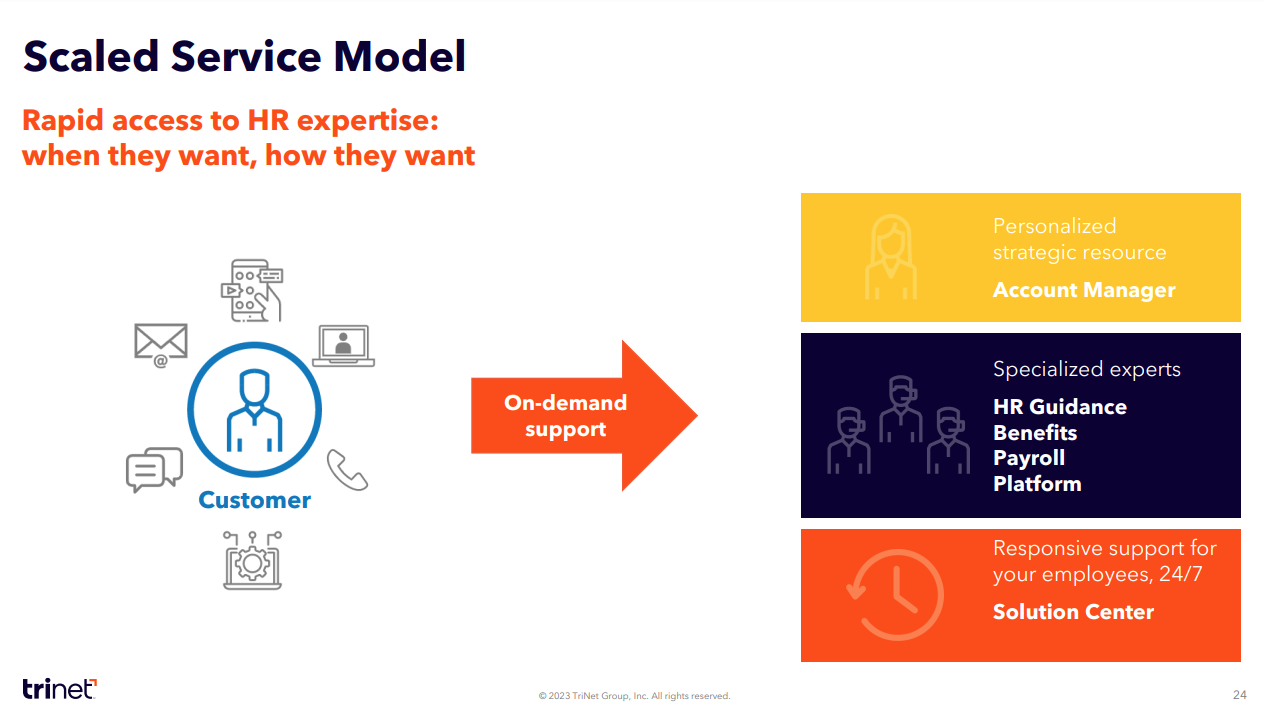 Scaled Service Model
Rapid access to HR expertise:
when they want, how they want
@
Customer
On-demand
support
Personalized
strategic resource
Account Manager
Specialized experts
HR Guidance
Benefits
Payroll
Platform
Responsive support for
your employees, 24/7
Solution Center
trinet
© 2023 TriNet Group, Inc. All rights reserved.
24